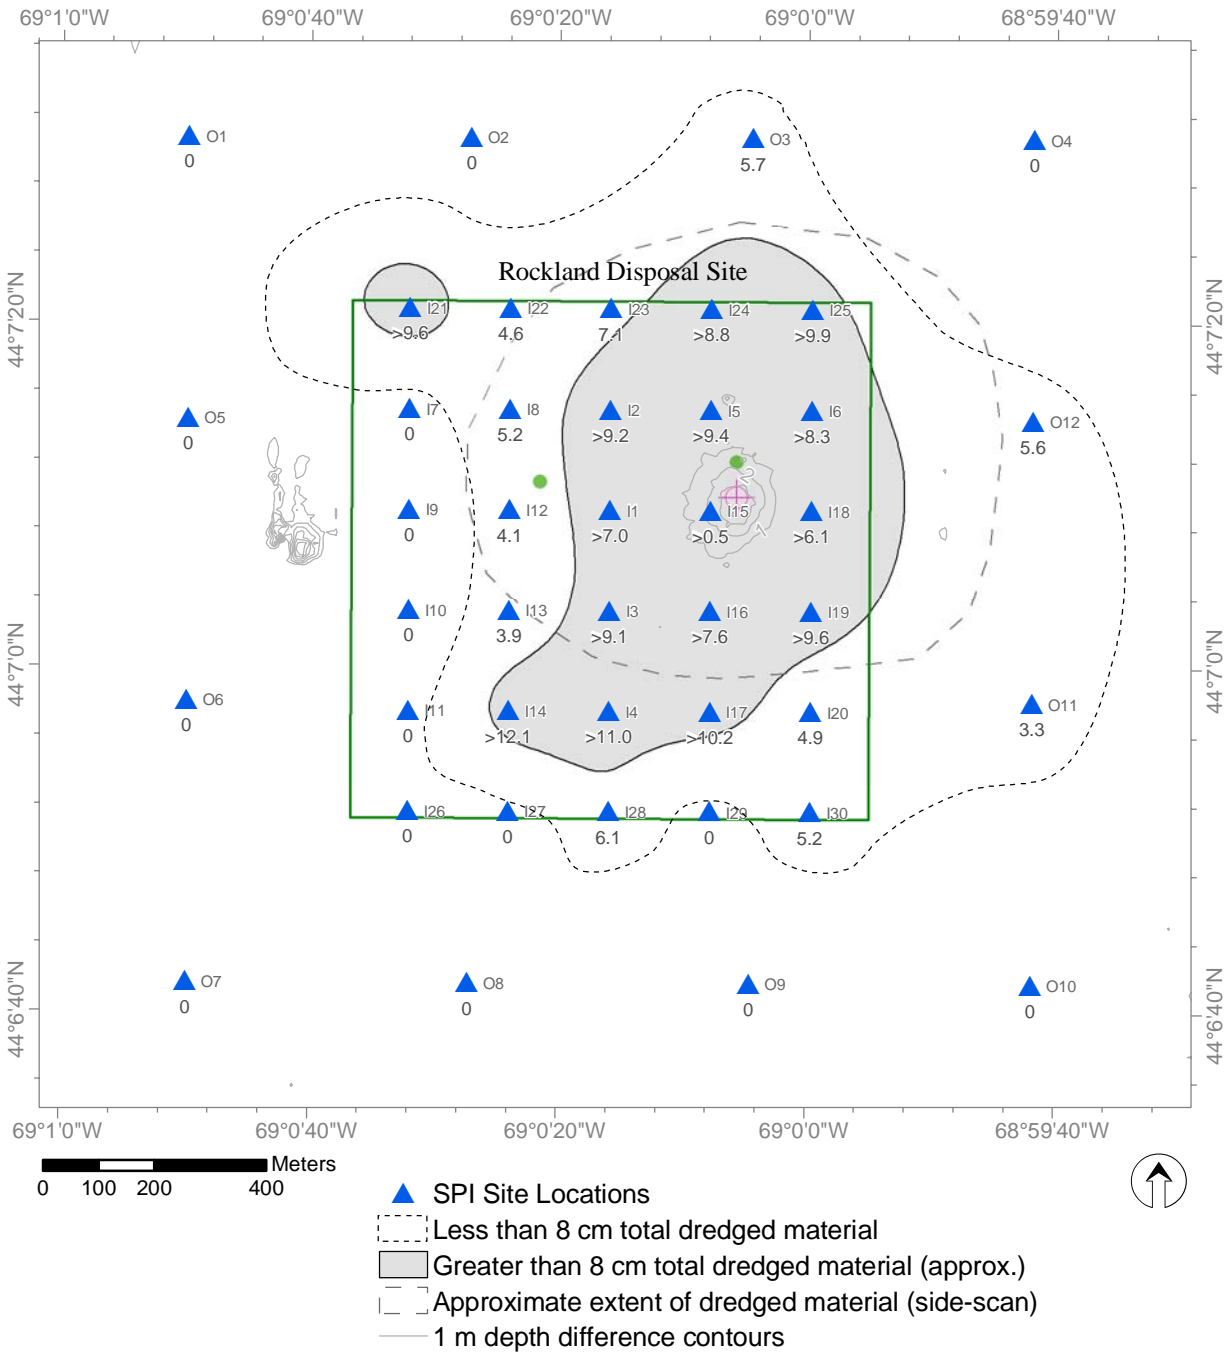 69°1'0"W 69°0'40"W 69°0'20"W 69°0'0"W 68°59'40"W
O1 O2 O3 O4
0 0 5.7 0
Rockland Disposal Site
44°7'20"N 44°7'20"N
I21 I22 I23 I24 I25
>9.6 4.6 7.1 >8.8 >9.9
O5 I7 I8 I2 I5 I6 O12
0 0 5.2 >9.2 >9.4 >8.3 5.6
2
I9 I12 I1 I15 I18
1
0 4.1 >7.0 >0.5 >6.1
I10 I13 I3 I16 I19
0 3.9 >9.1 >7.6 >9.6
44°7'0"N 44°7'0"N
O6 I11 I14 I4 I17 I20 O11
0 0 >12.1 >11.0 >10.2 4.9 3.3
I26 I27 I28 I29 I30
0 0 6.1 0 5.2
O7 O8 O9 O10
0 0 0 0
44°6'40"N 44°6'40"N
69°1'0"W 69°0'40"W 69°0'20"W 69°0'0"W 68°59'40"W
Meters
0 100 200 400
SPI Site Locations
Less than 8 cm total dredged material
Greater than 8 cm total dredged material (approx.)
Approximate extent of dredged material (side-scan)
1 m depth difference contours